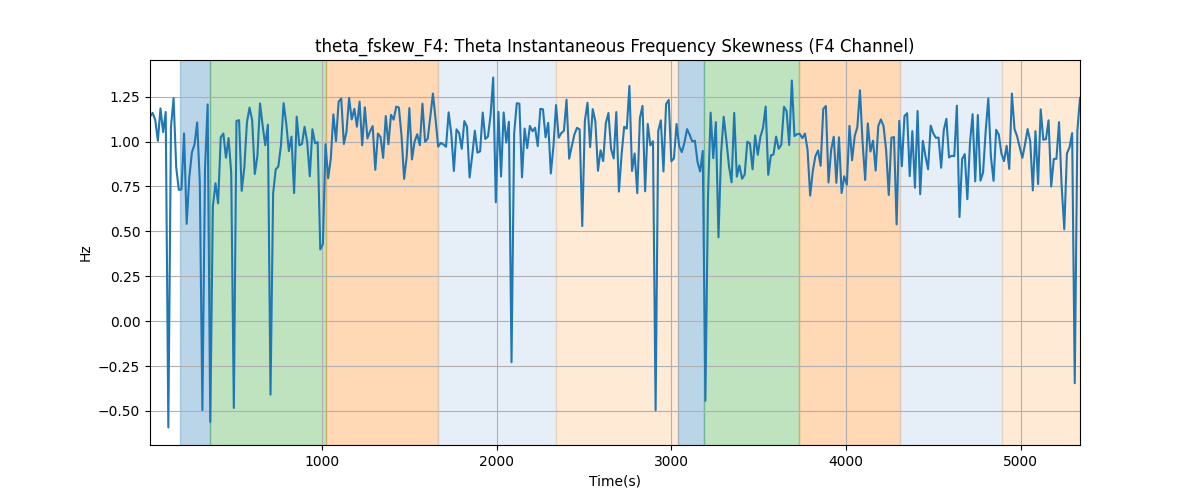 theta_fskew_F4: Theta Instantaneous Frequency Skewness (F4 Channel)
1.25
1.00
0.75
0.50
0.25
0.00
−0.25
−0.50
Hz
1000 2000 3000 4000 5000
Time(s)